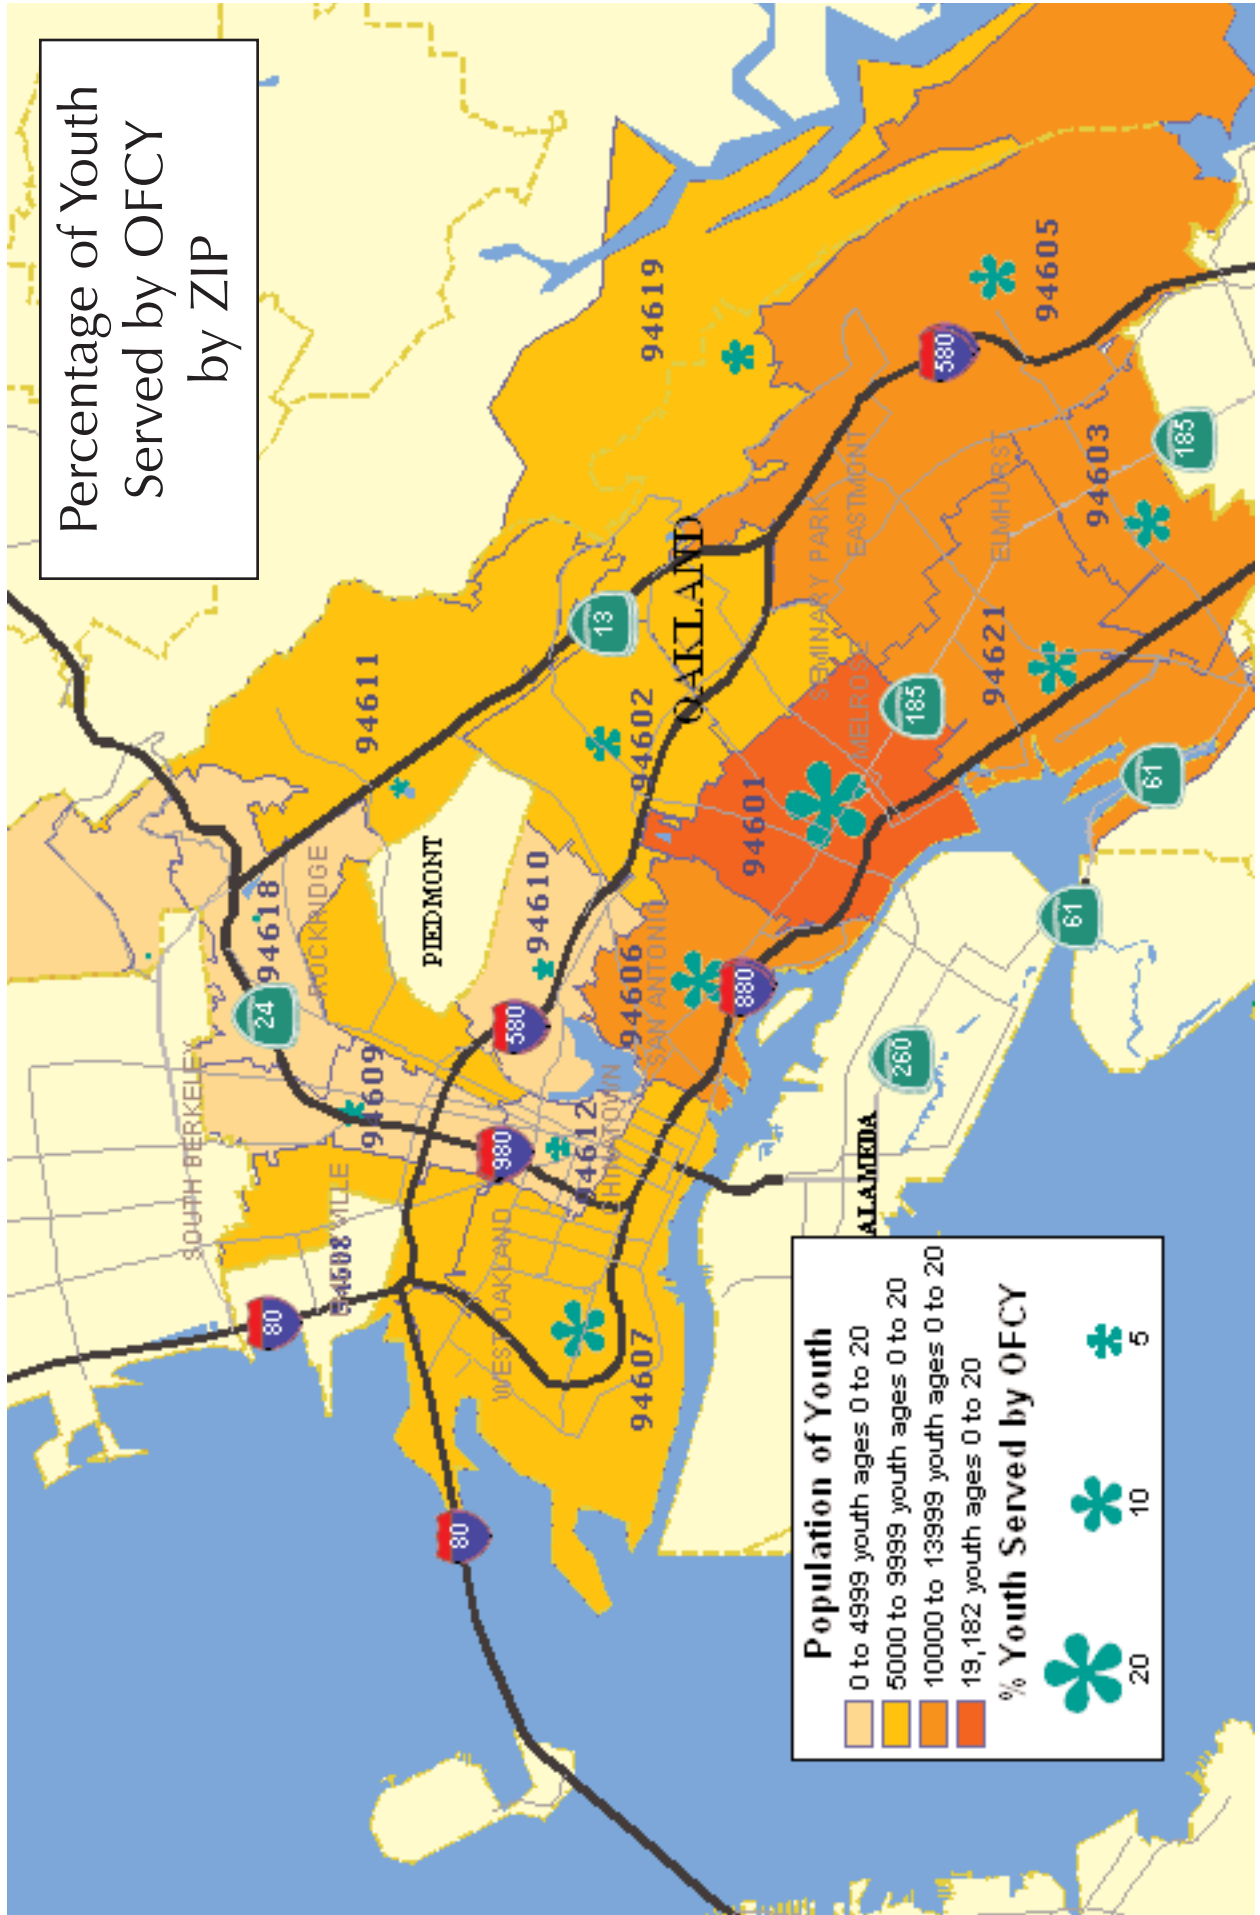 Percentage of Youth
Served by OFCY
by ZIP
94619
94605
580
185
94603
ELMHURST
EASTMONT
SEMINARY PARK
OAKLAND
13
94611
94602
94621
185
MELROSE
61
94601
PIEDMONT
94610
ROCKRIDGE
94618
24
94606
SAN ANTONIO
880
61
580
94609
SOUTH BERKELEY
260
980
94612
ALAMEDA
80
WEST OAKLAND
94607
80
Population of Youth
0 to 4999 youth ages 0 to 20
5000 to 9999 youth ages 0 to 20
10000 to 13999 youth ages 0 to 20
19,182 youth ages 0 to 20
% Youth Served by OFCY
20
10
5